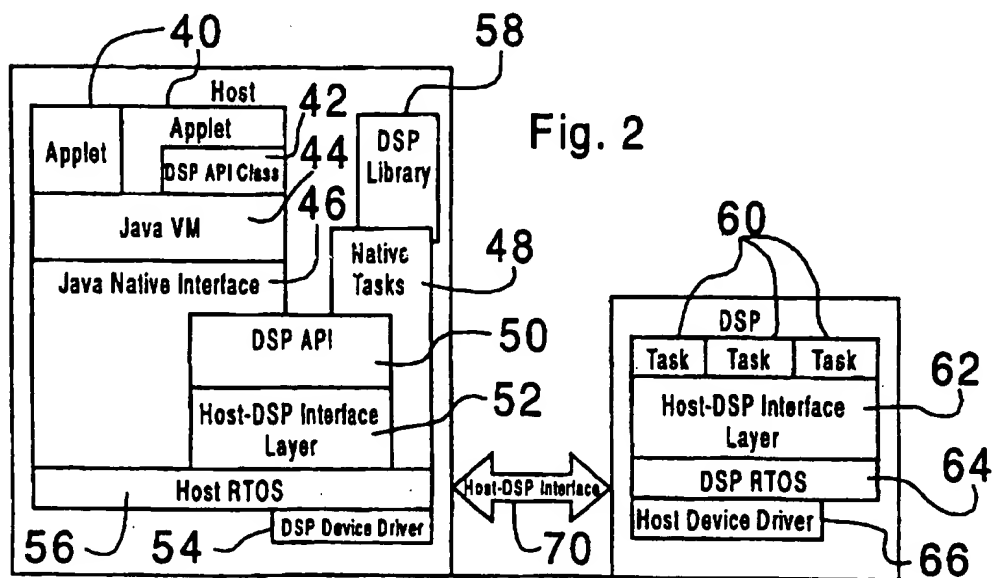 40
58
Host
42
Applet
Applet
DSP API Class
44
DSP
Library
Fig. 2
Java VM
46
Java Native Interface
Native
Tasks
48
60
DSP API
50
DSP
Task
Task
Task
Host-DSP Interface
Layer
52
Host-DSP Interface
Layer
62
Host RTOS
Host-DSP Interface
DSP RTOS
64
56
54
DSP Device Driver
70
Host Device Driver
66